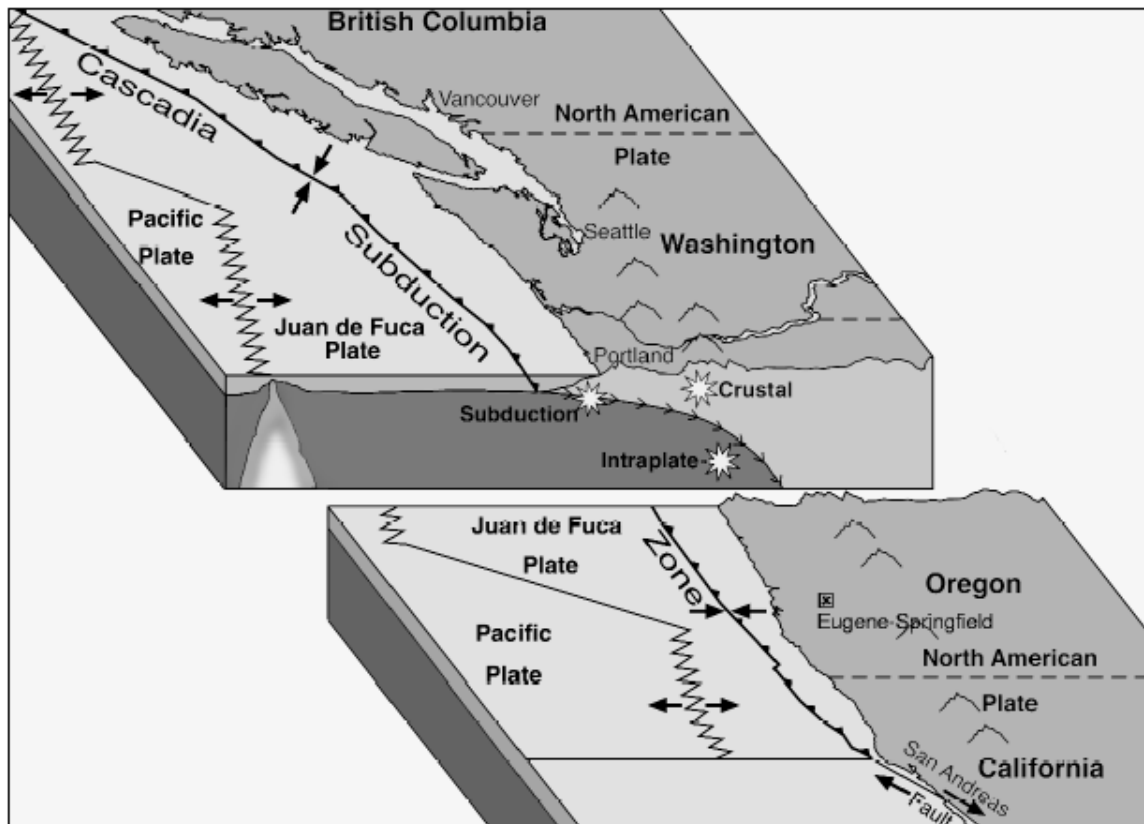 British Columbia
Cascadia
Vancouver
North American
Plate
Pacific
Plate
Subduction
Seattle
Washington
Juan de Fuca
Plate
Portland
Subduction
Crustal
Intraplate
Juan de Fuca
Plate
Zone
Oregon
Eugene-Springfield
Pacific
Plate
North American
Plate
San Andreas
Fault
California